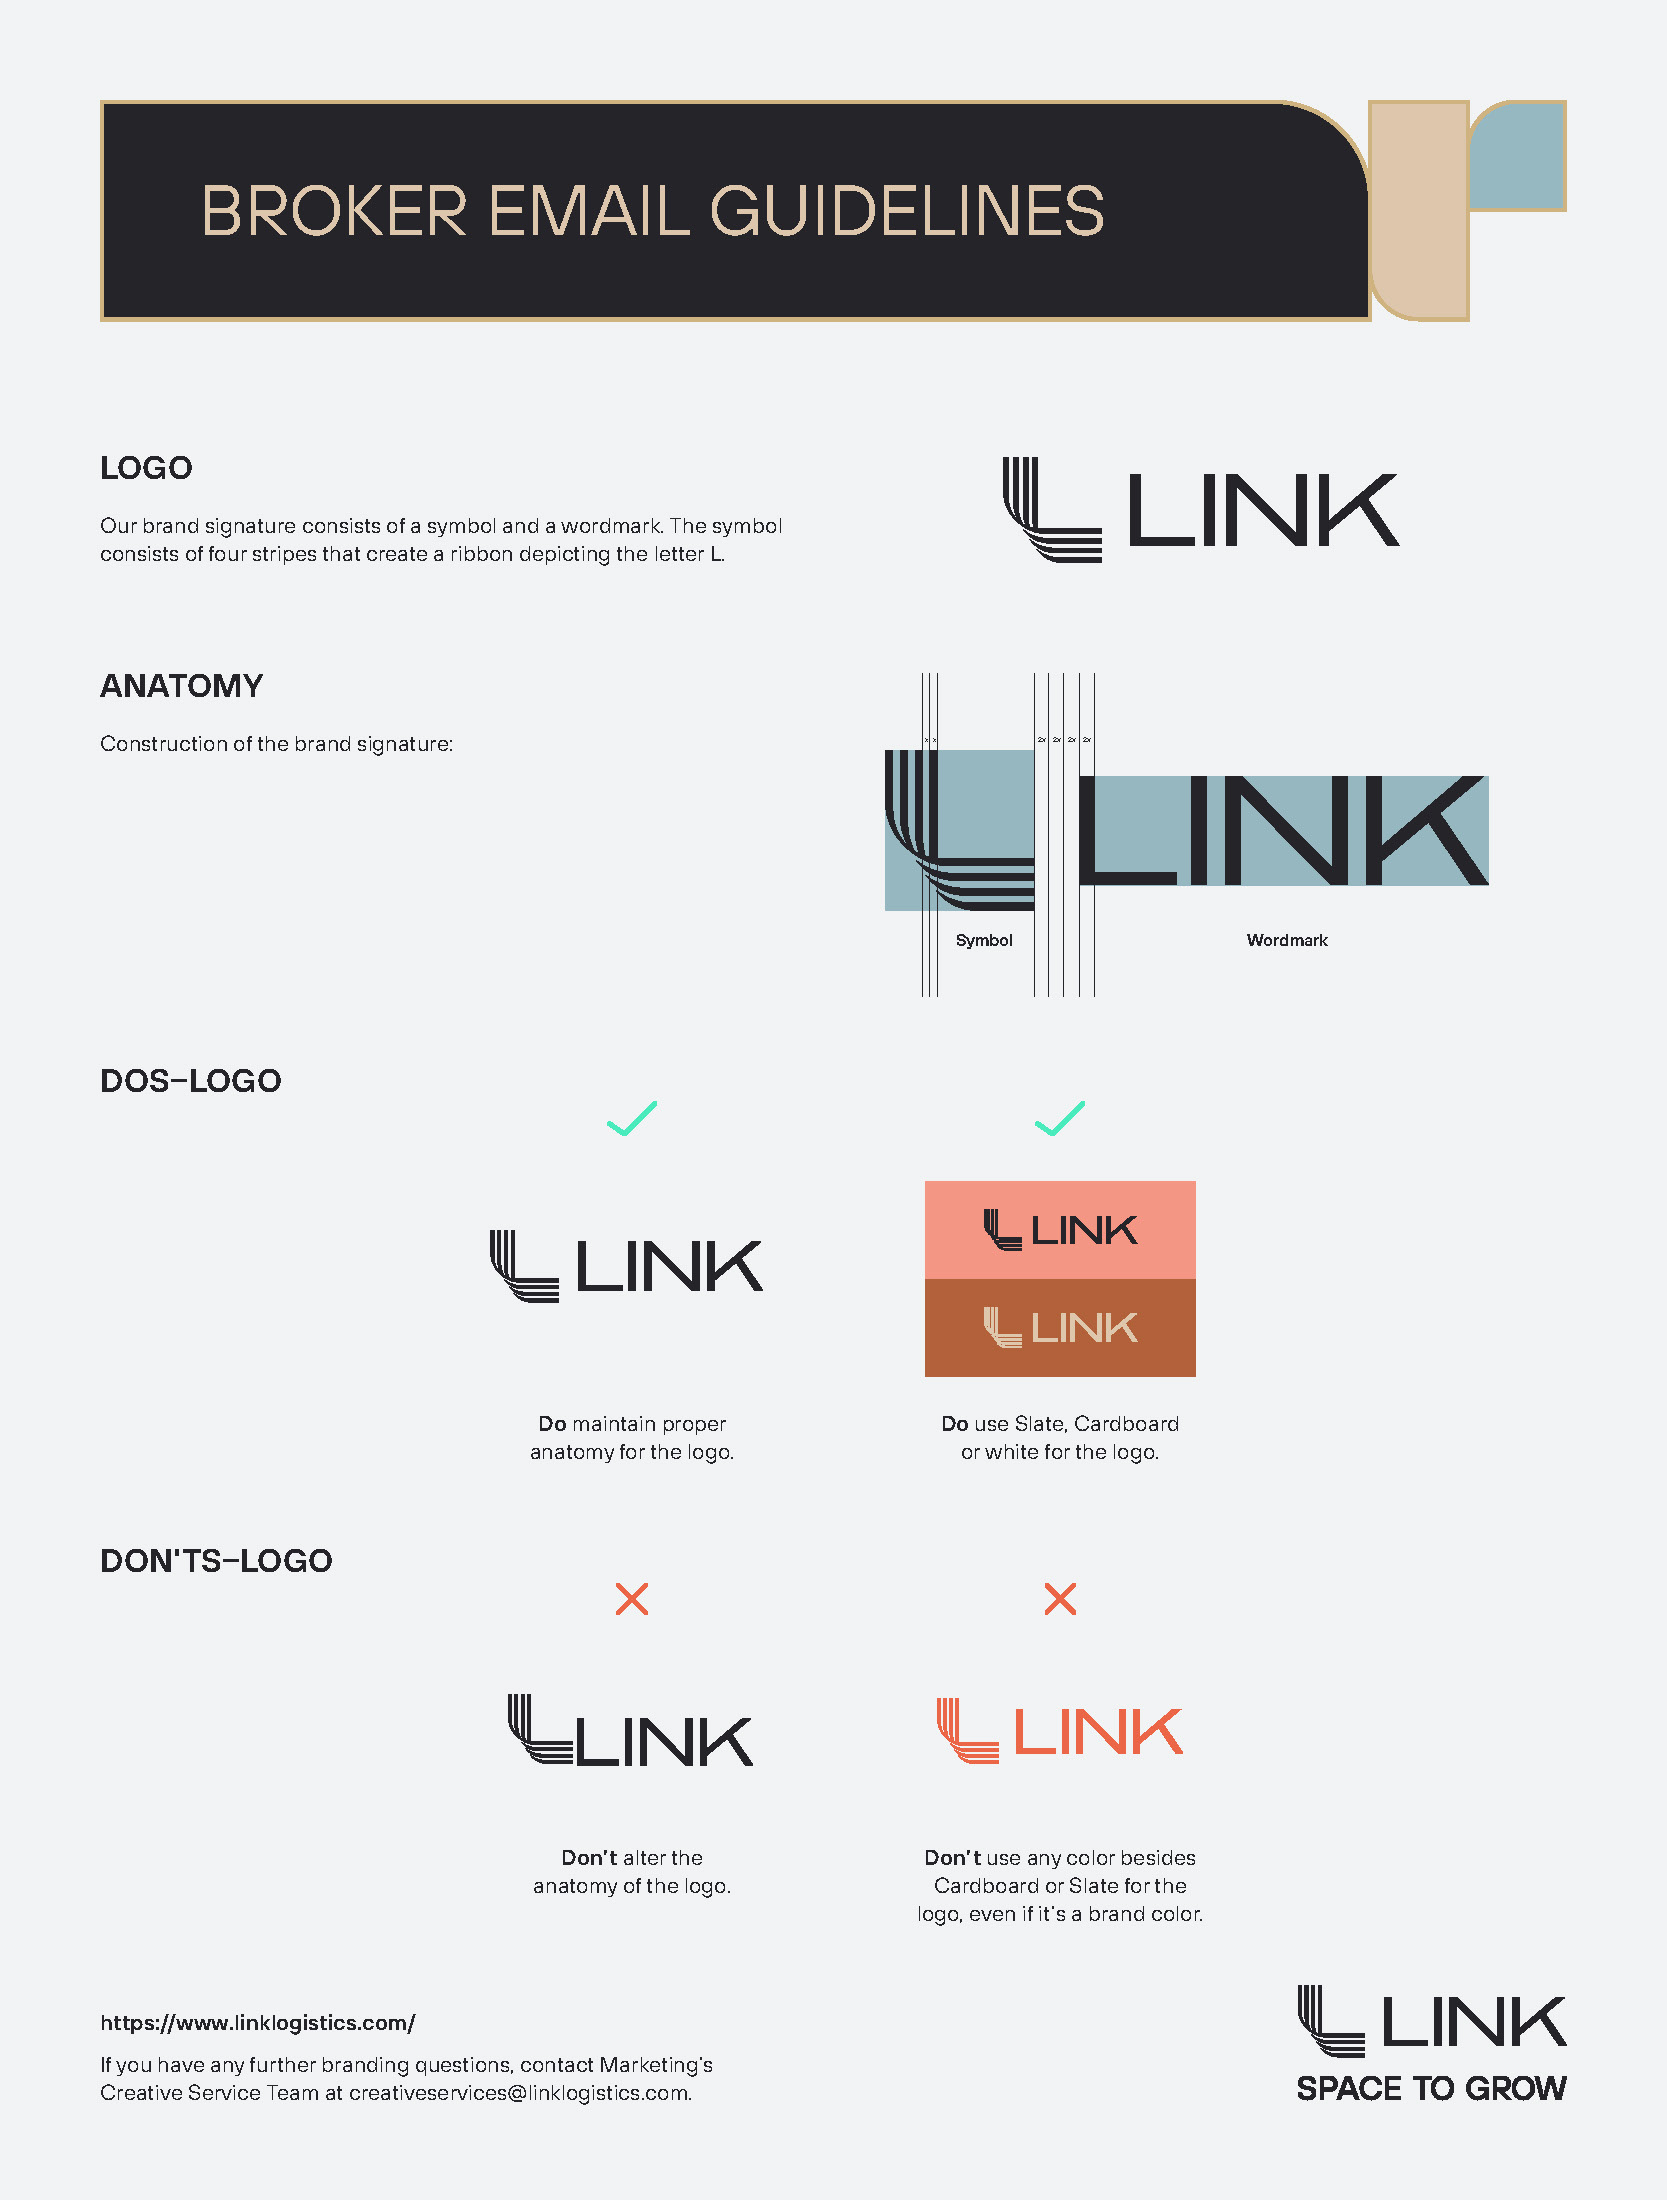 BROKER EMAIL GUIDELINES
LOGO
Our brand signature consists of a symbol and a wordmark. The symbol
consists of four stripes that create a ribbon depicting the letter L.
LINK
ANATOMY
Construction of the brand signature:
x x 2x 2x 2x 2x
LINK
Symbol
Wordmark
DOS–LOGO
LINK
LINK
LINK
Do maintain proper
anatomy for the logo.
Do use Slate, Cardboard
or white for the logo.
DON'TS–LOGO
LINK
LINK
Don't alter the
anatomy of the logo.
Don't use any color besides
Cardboard or Slate for the
logo, even if it's a brand color.
https://www.linklogistics.com/
If you have any further branding questions, contact Marketing's
Creative Service Team at creativeservices@linklogistics.com.
LINK
SPACE TO GROW